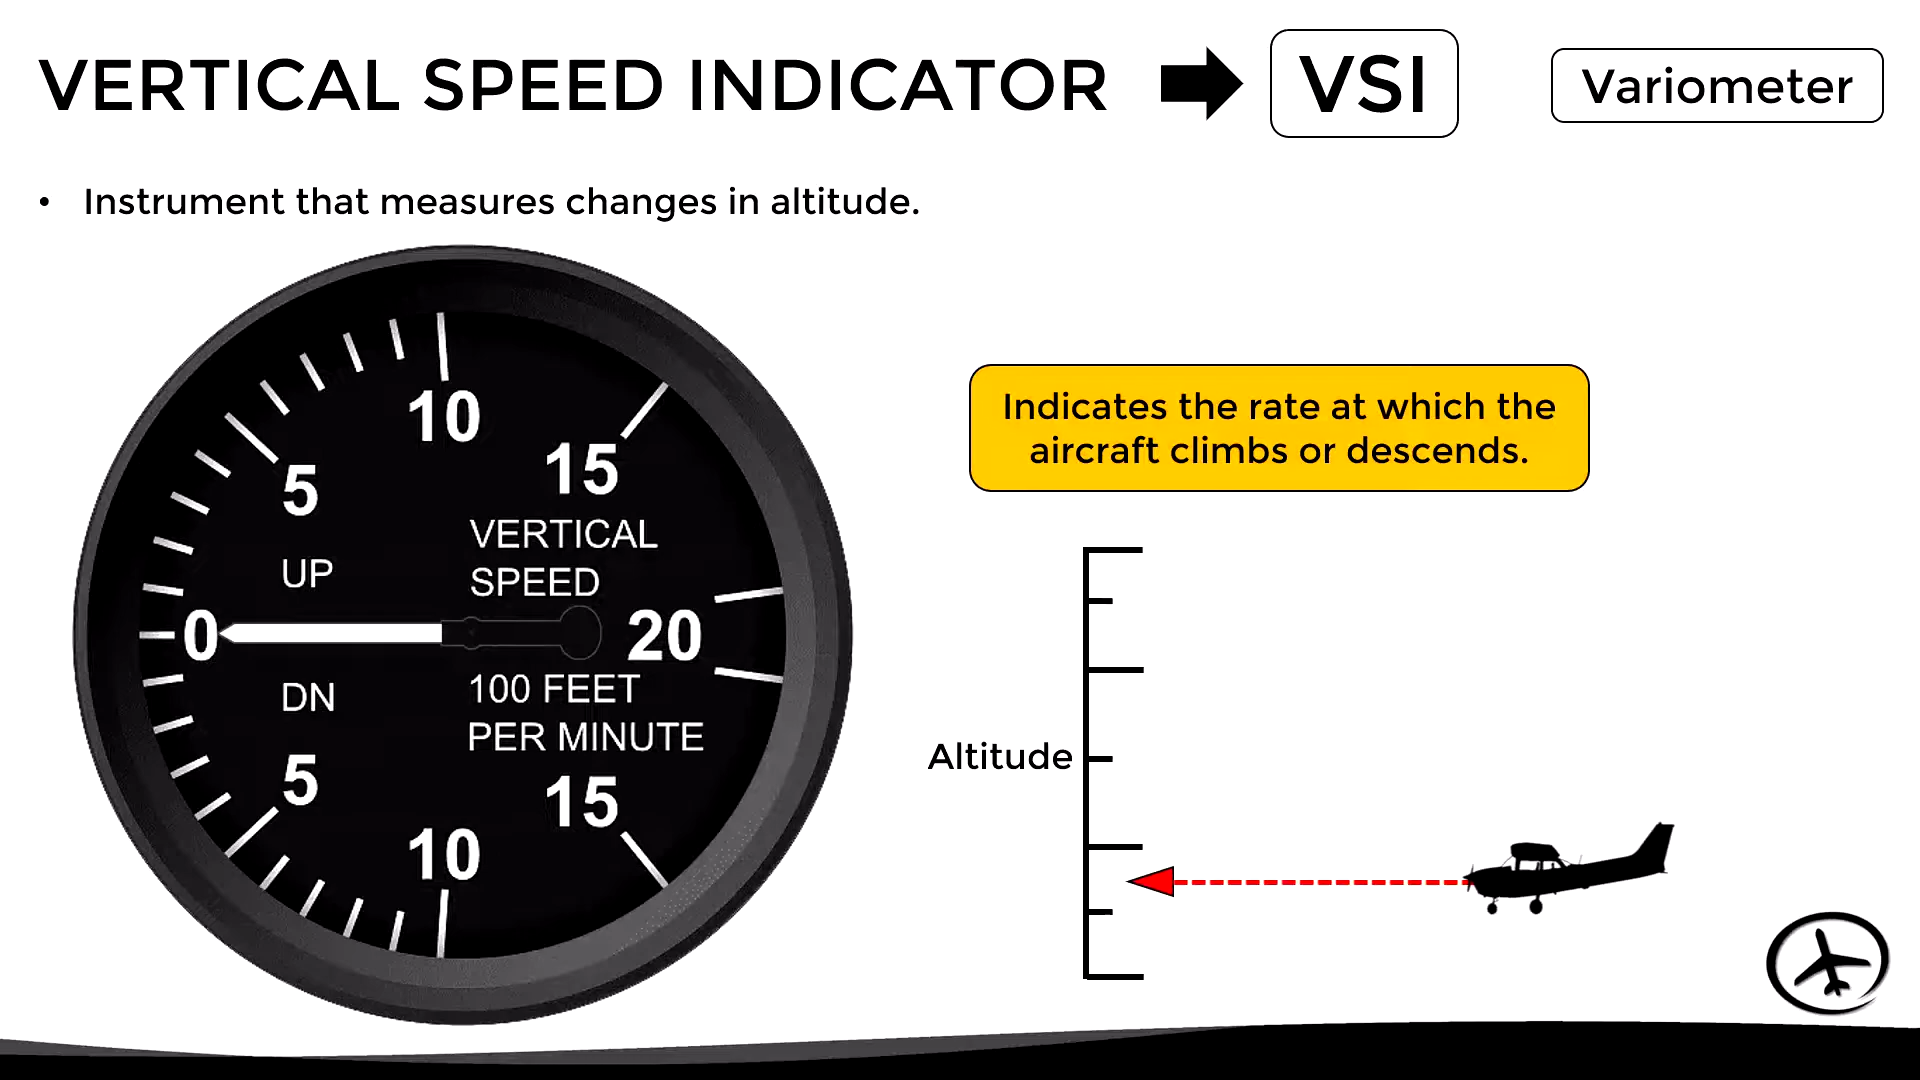 VERTICAL SPEED INDICATOR
VSI
Variometer
• Instrument that measures changes in altitude.
10
15
5
VERTICAL
SPEED
UP
0
20
DN
100 FEET
PER MINUTE
5
15
10
Indicates the rate at which the
aircraft climbs or descends.
Altitude